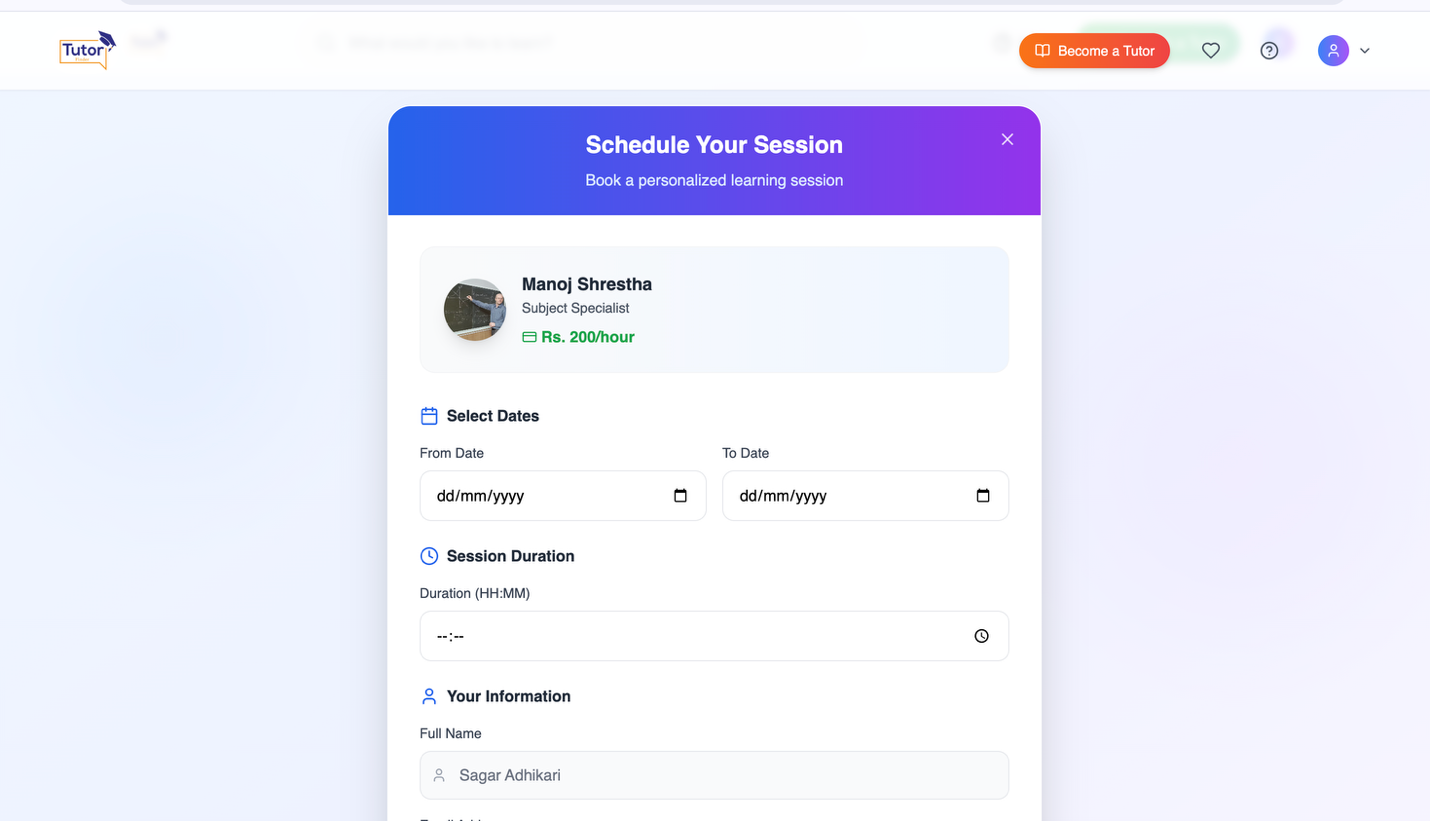 Tutor
Become a Tutor
Schedule Your Session
Book a personalized learning session
Manoj Shrestha
Subject Specialist
Rs. 200/hour
Select Dates
From Date
To Date
dd/mm/yyyy
dd/mm/yyyy
Session Duration
Duration (HH:MM)
--:--
Your Information
Full Name
Sagar Adhikari